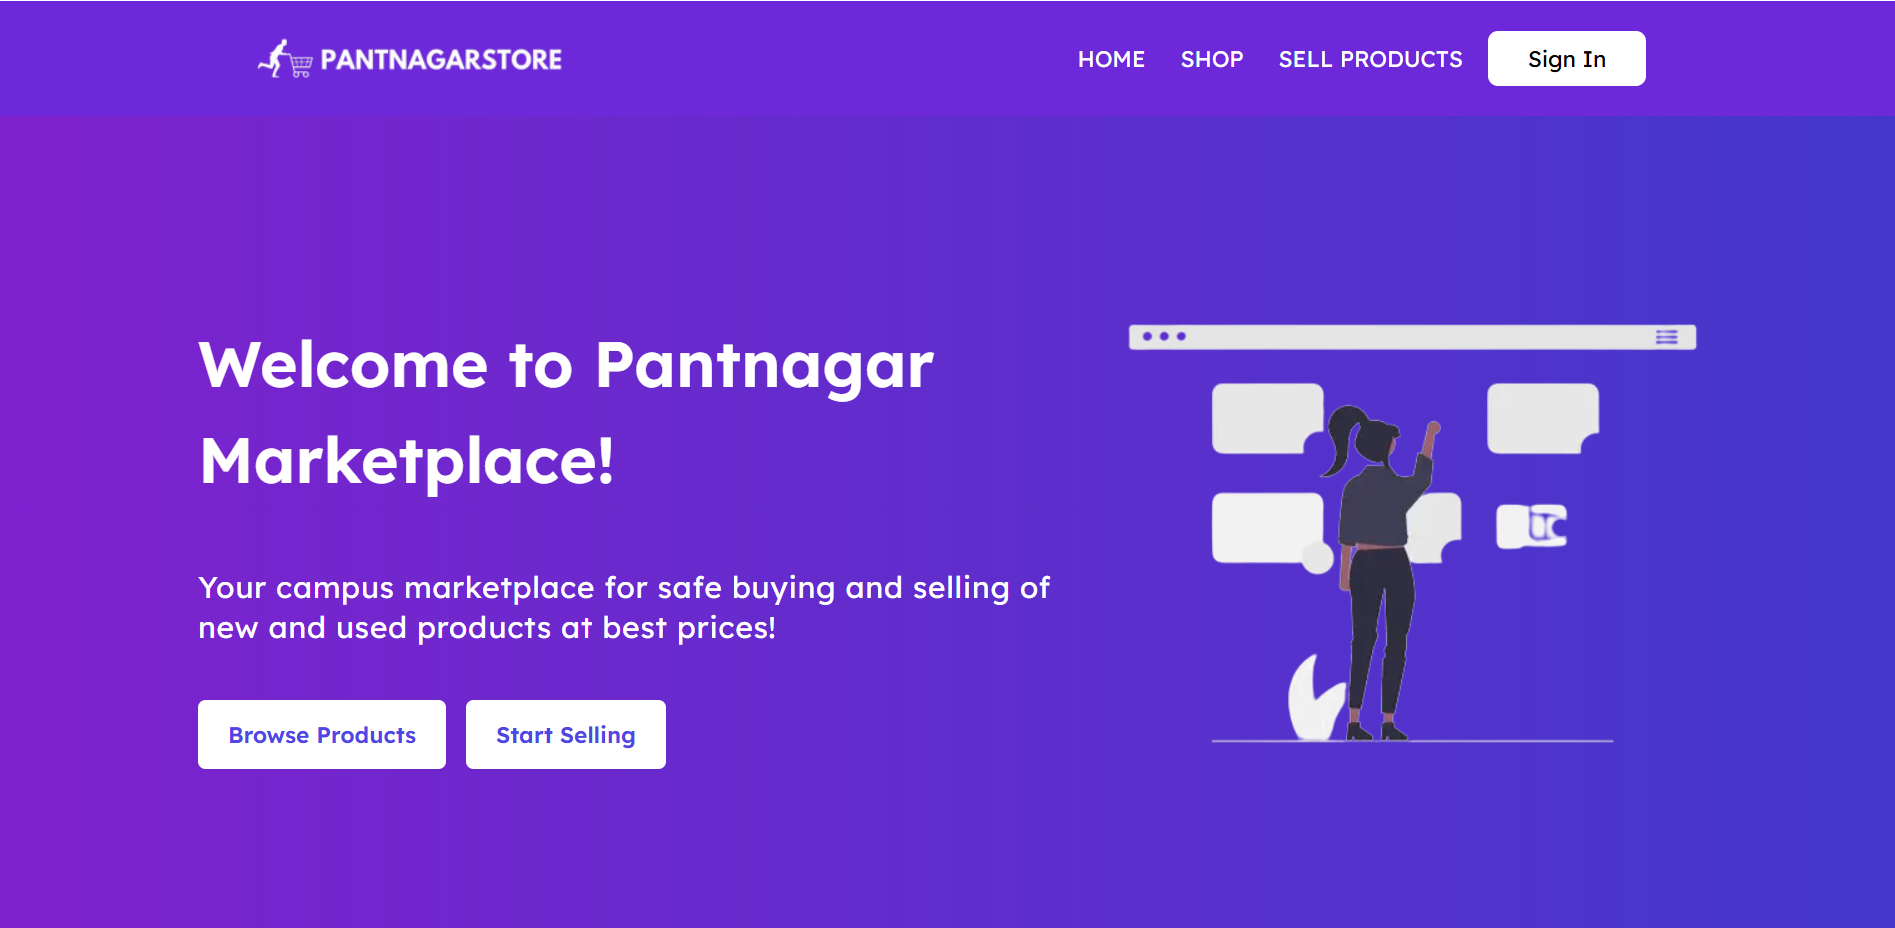 PANTNAGARSTORE
HOME SHOP SELL PRODUCTS Sign In
Welcome to Pantnagar
Marketplace!
Your campus marketplace for safe buying and selling of
new and used products at best prices!
Browse Products Start Selling